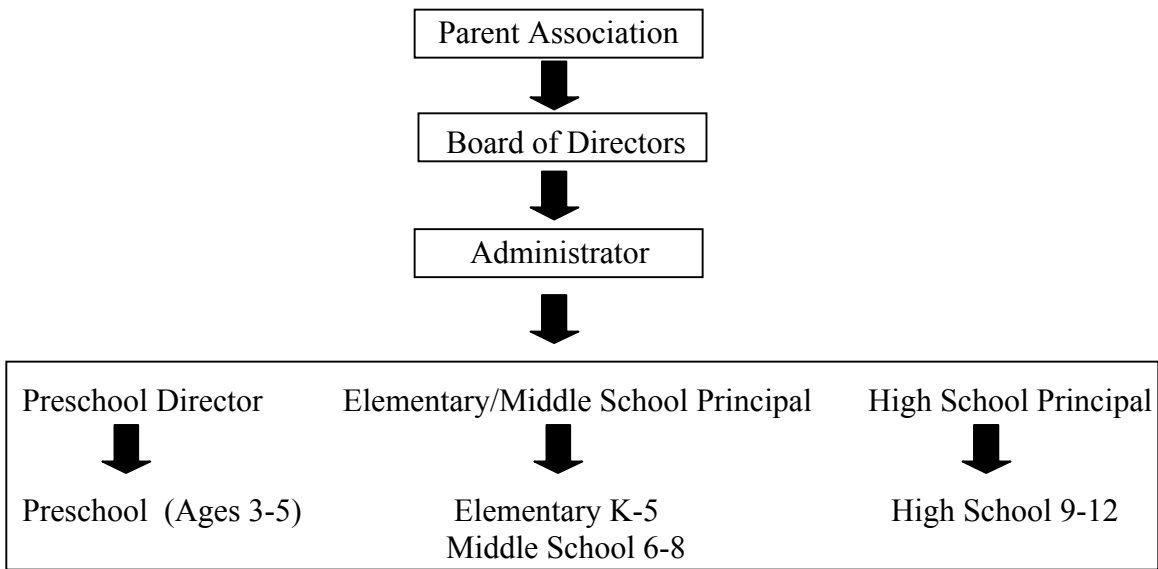 Parent Association
Board of Directors
Administrator
Preschool Director Elementary/Middle School Principal High School Principal
Preschool (Ages 3-5) Elementary K-5 High School 9-12
Middle School 6-8